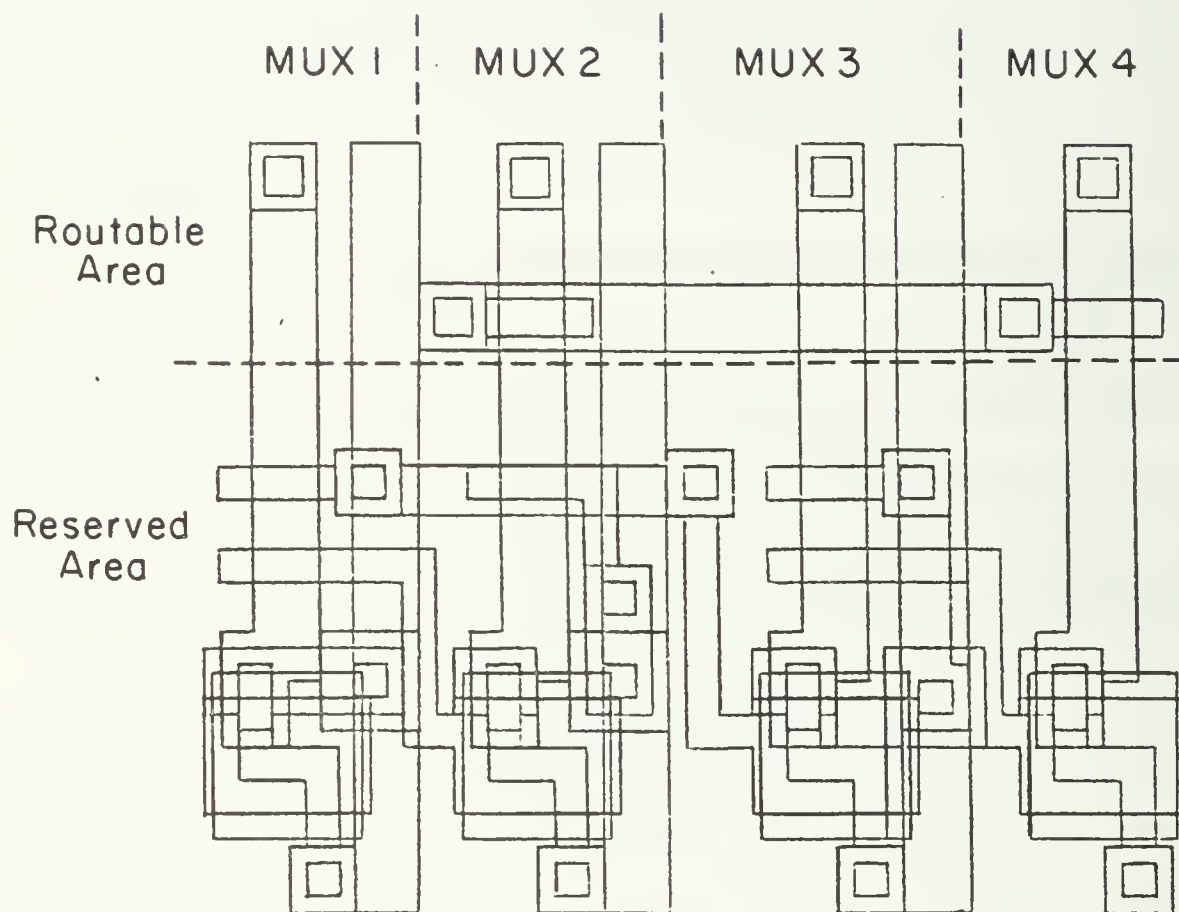 MUX 1 MUX 2 MUX 3 MUX 4
Routable
Area
Reserved
Area